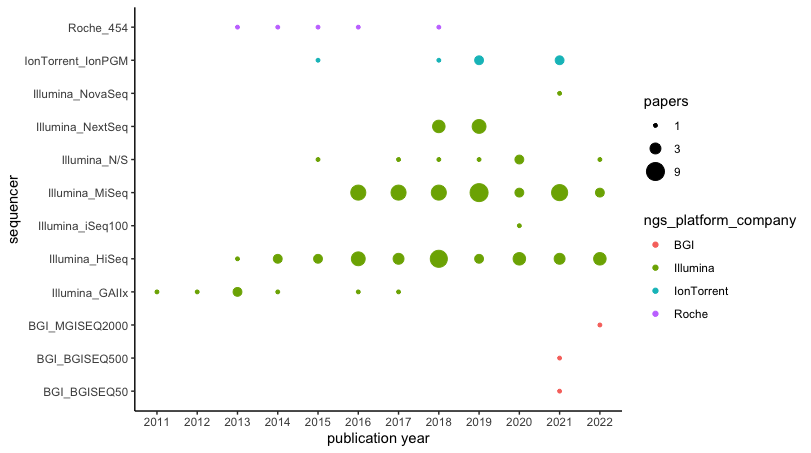 Roche_454
IonTorrent_IonPGM
Illumina_NovaSeq
Illumina_NextSeq
Illumina_N/S
Illumina_MiSeq
Illumina_iSeq100
Illumina_HiSeq
Illumina_GAIIx
BGI_MGISEQ2000
BGI_BGISEQ500
BGI_BGISEQ50
sequencer
2011 2012 2013 2014 2015 2016 2017 2018 2019 2020 2021 2022
publication year
papers
1
3
9
ngs_platform_company
BGI
Illumina
IonTorrent
Roche